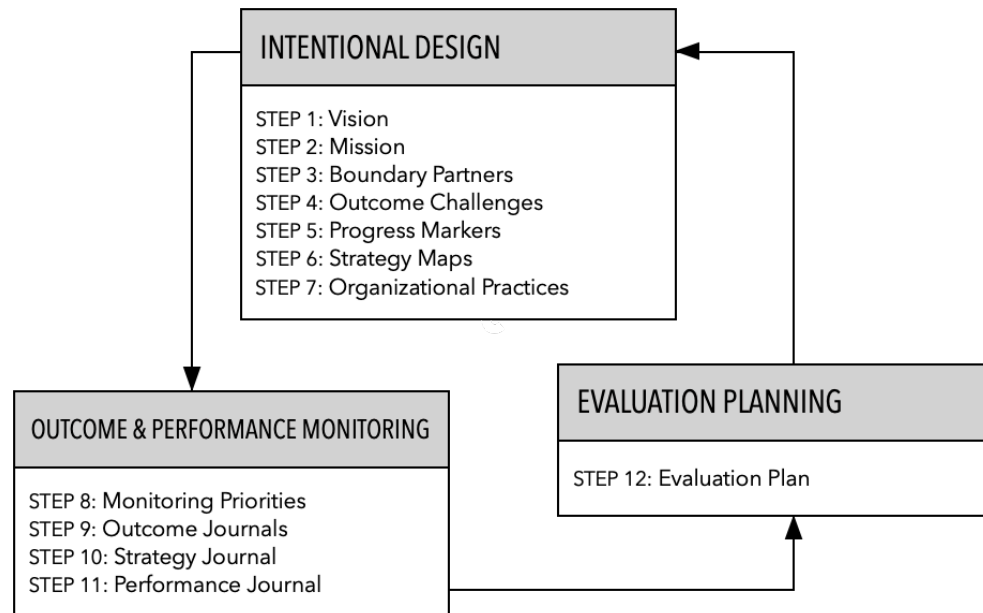 INTENTIONAL DESIGN
STEP 1: Vision
STEP 2: Mission
STEP 3: Boundary Partners
STEP 4: Outcome Challenges
STEP 5: Progress Markers
STEP 6: Strategy Maps
STEP 7: Organizational Practices
OUTCOME & PERFORMANCE MONITORING
STEP 8: Monitoring Priorities
STEP 9: Outcome Journals
STEP 10: Strategy Journal
STEP 11: Performance Journal
EVALUATION PLANNING
STEP 12: Evaluation Plan